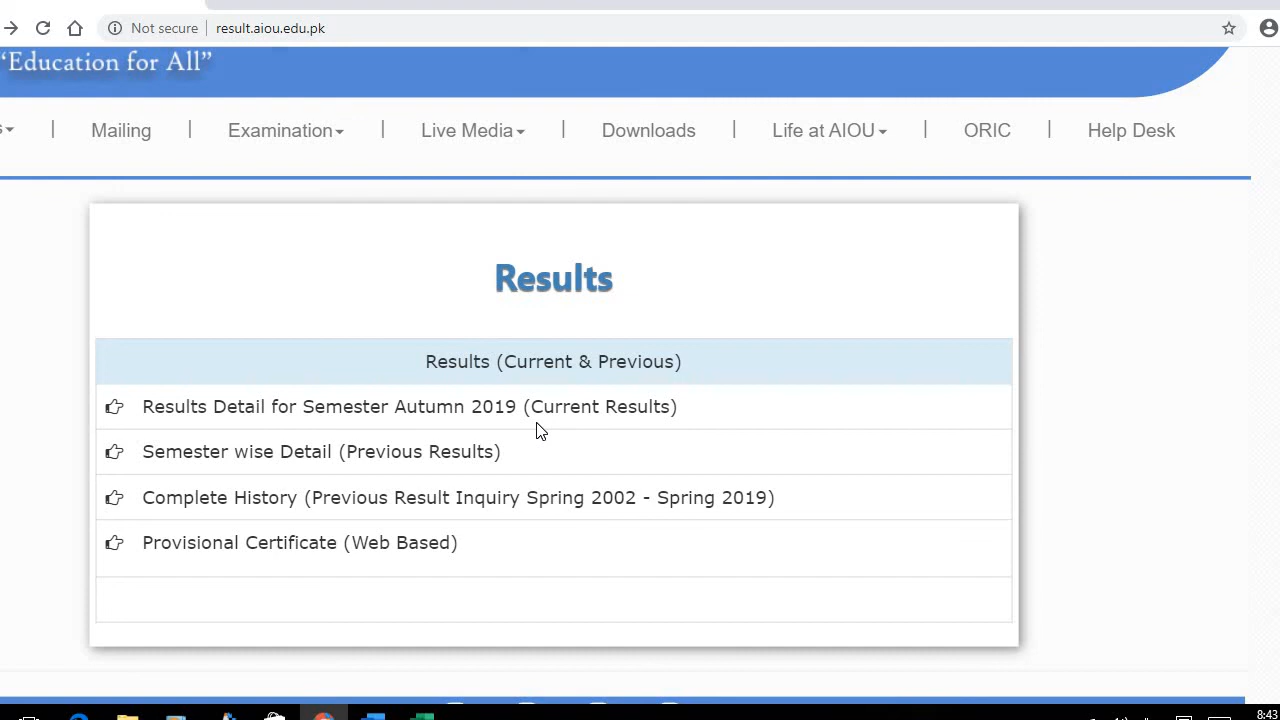 Not secure | result.aiou.edu.pk
“Education for All”
s | Mailing | Examination | Live Media | Downloads | Life at AIOU | ORIC | Help Desk
Results
Results (Current & Previous)
Results Detail for Semester Autumn 2019 (Current Results)
Semester wise Detail (Previous Results)
Complete History (Previous Result Inquiry Spring 2002 - Spring 2019)
Provisional Certificate (Web Based)
8:43